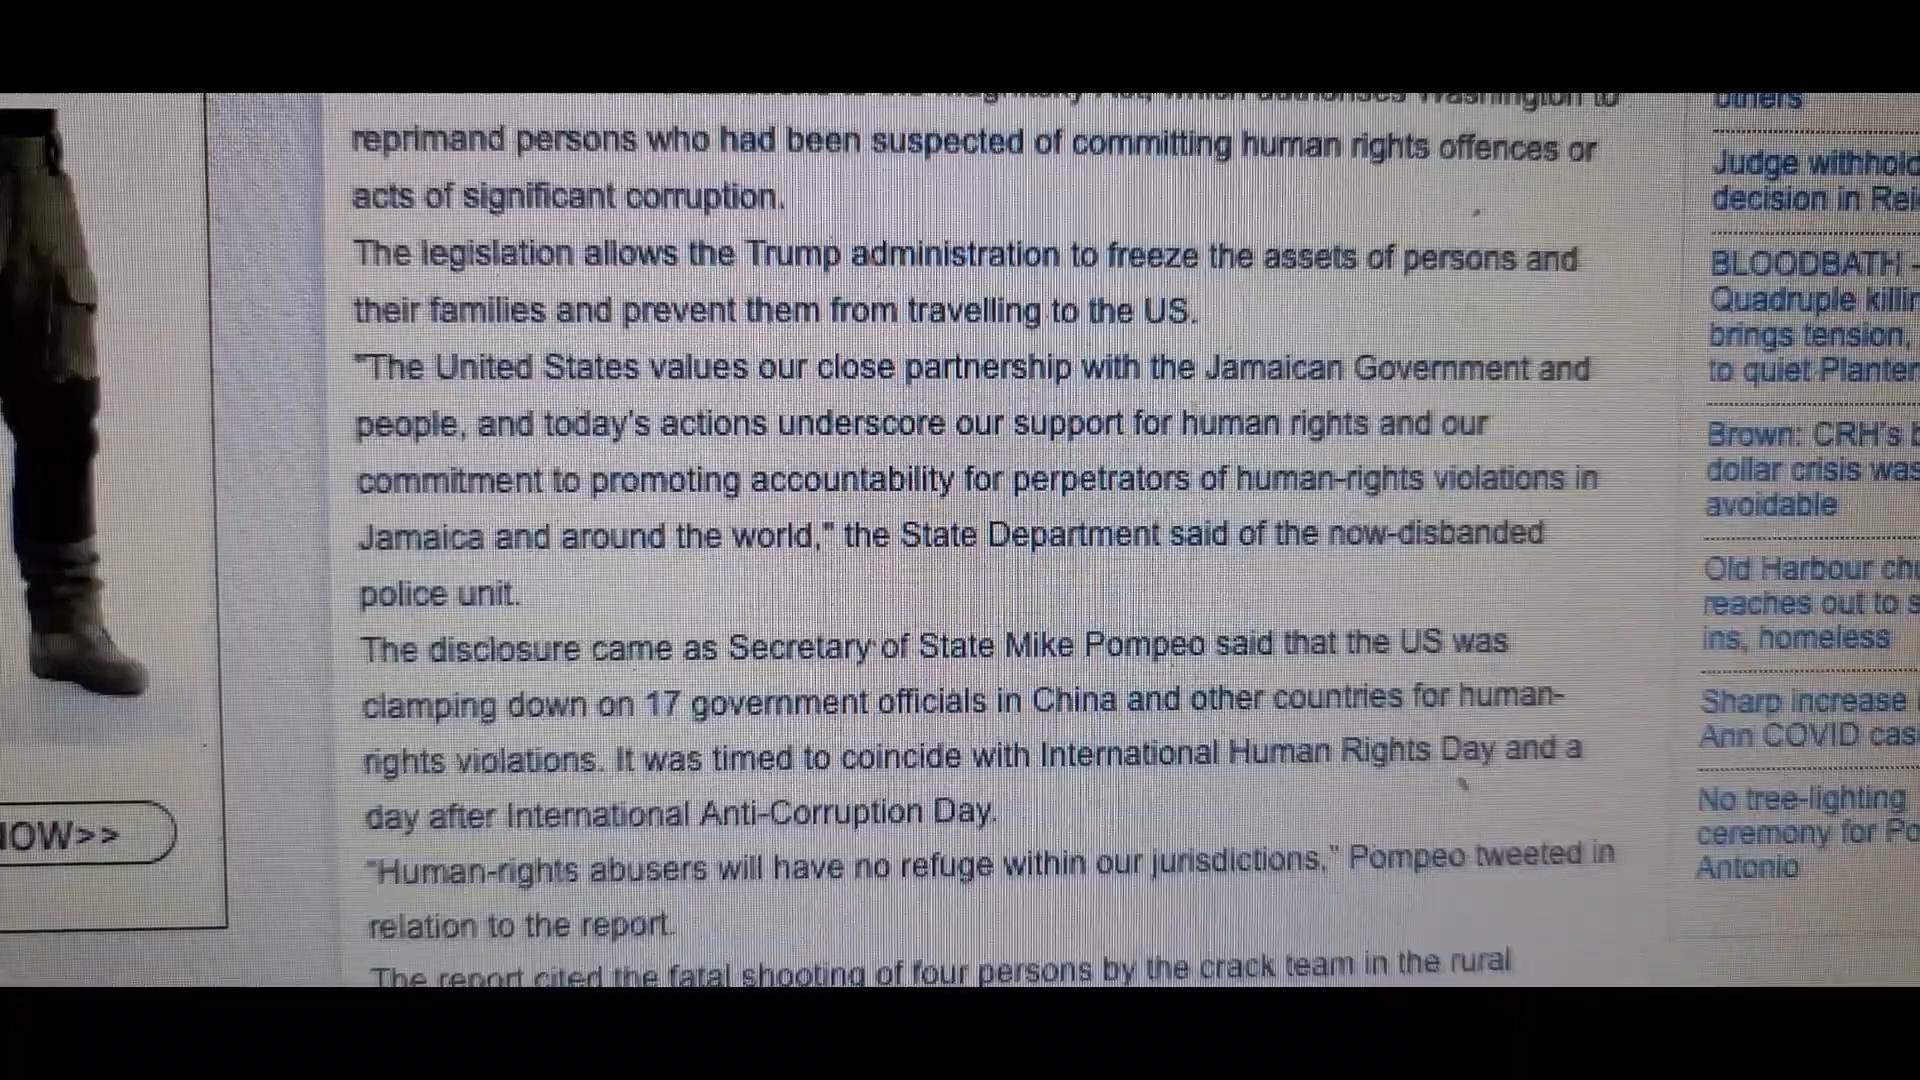 Washington to
reprimand persons who had been suspected of committing human rights offences or
acts of significant corruption.
The legislation allows the Trump administration to freeze the assets of persons and
their families and prevent them from travelling to the US.
"The United States values our close partnership with the Jamaican Government and
people, and today's actions underscore our support for human rights and our
commitment to promoting accountability for perpetrators of human-rights violations in
Jamaica and around the world," the State Department said of the now-disbanded
police unit.
The disclosure came as Secretary of State Mike Pompeo said that the US was
clamping down on 17 government officials in China and other countries for human-
rights violations. It was timed to coincide with International Human Rights Day and a
day after International Anti-Corruption Day.
"Human-rights abusers will have no refuge within our jurisdictions," Pompeo tweeted in
relation to the report.
The report cited the fatal shooting of four persons by the crack team in the rural
NOW>>
others
Judge withhold
decision in Rei
BLOODBATH -
Quadruple killin
brings tension,
to quiet Planter
Brown: CRH's b
dollar crisis was
avoidable
Old Harbour chu
reaches out to s
ins, homeless
Sharp increase
Ann COVID cas
No tree-lighting
ceremony for Po
Antonio